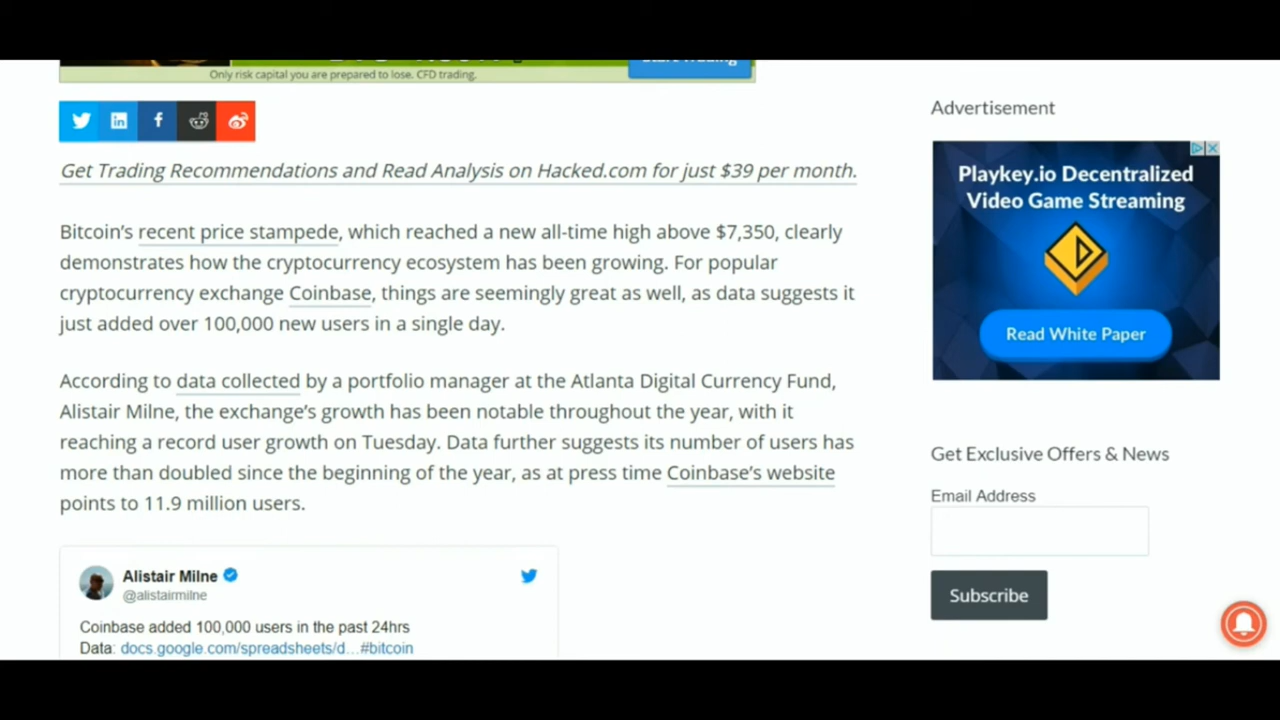 Only risk capital you are prepared to lose. CFD trading.
Get Trading Recommendations and Read Analysis on Hacked.com for just $39 per month.
Bitcoin's recent price stampede, which reached a new all-time high above $7,350, clearly
demonstrates how the cryptocurrency ecosystem has been growing. For popular
cryptocurrency exchange Coinbase, things are seemingly great as well, as data suggests it
just added over 100,000 new users in a single day.
According to data collected by a portfolio manager at the Atlanta Digital Currency Fund,
Alistair Milne, the exchange's growth has been notable throughout the year, with it
reaching a record user growth on Tuesday. Data further suggests its number of users has
more than doubled since the beginning of the year, as at press time Coinbase's website
points to 11.9 million users.
Alistair Milne
@alistairmilne
Coinbase added 100,000 users in the past 24hrs
Data: docs.google.com/spreadsheets/d...#bitcoin
Advertisement
Playkey.io Decentralized
Video Game Streaming
Read White Paper
Get Exclusive Offers & News
Email Address
Subscribe